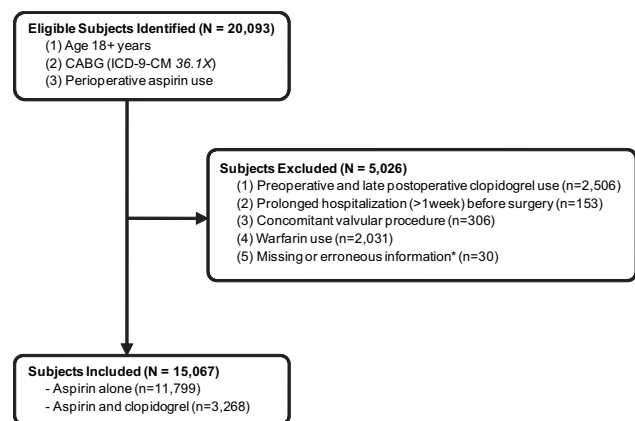 Eligible Subjects Identified (N = 20,093)
(1) Age 18+ years
(2) CABG (ICD-9-CM 36.1X)
(3) Perioperative aspirin use
Subjects Excluded (N = 5,026)
(1) Preoperative and late postoperative clopidogrel use (n=2,506)
(2) Prolonged hospitalization (>1week) before surgery (n=153)
(3) Concomitant valvular procedure (n=306)
(4) Warfarin use (n=2,031)
(5) Missing or erroneous information* (n=30)
Subjects Included (N = 15,067)
- Aspirin alone (n=11,799)
- Aspirin and clopidogrel (n=3,268)